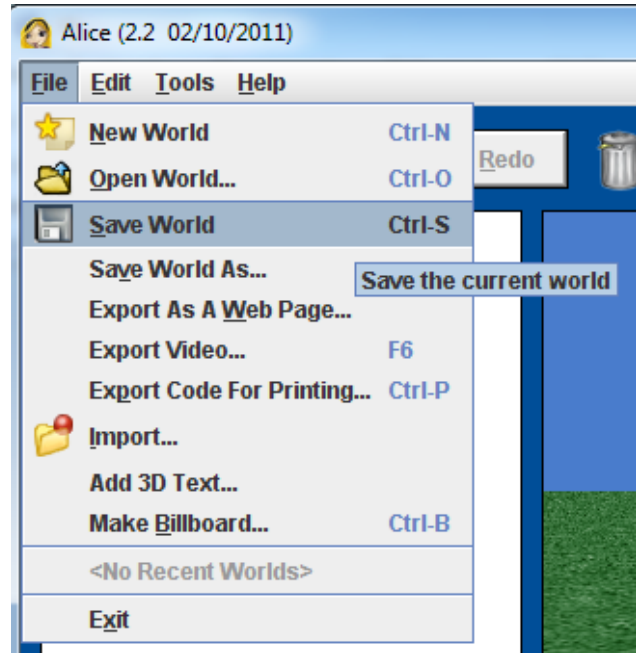 Alice (2.2 02/10/2011)
File Edit Tools Help
New World Ctrl-N
Redo
Open World... Ctrl-O
Save World Ctrl-S
Save World As...
Save the current world
Export As A Web Page...
Export Video... F6
Export Code For Printing... Ctrl-P
Import...
Add 3D Text...
Make Billboard... Ctrl-B
<No Recent Worlds>
Exit